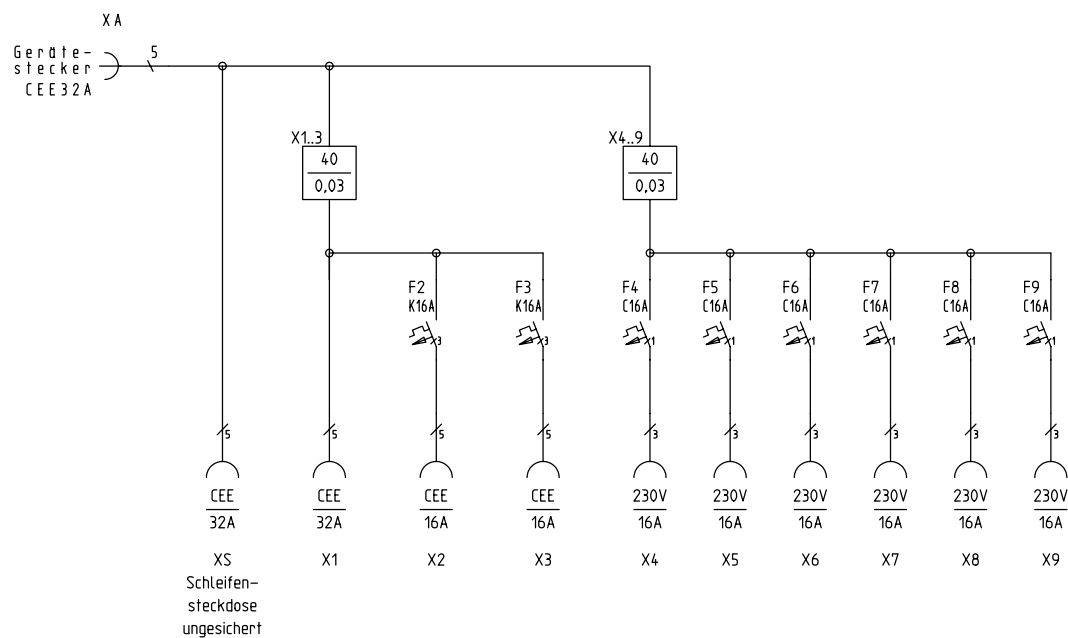 XA
Geräte-
stecker
CEE32A
5
X1..3
40
0,03
X4..9
40
0,03
F2
K16A
3
F3
K16A
3
F4
C16A
1
F5
C16A
1
F6
C16A
1
F7
C16A
1
F8
C16A
1
F9
C16A
1
5
5
5
5
3
3
3
3
3
3
CEE
32A
XS
Schleifen-
steckdose
ungesichert
CEE
32A
X1
CEE
16A
X2
CEE
16A
X3
230V
16A
X4
230V
16A
X5
230V
16A
X6
230V
16A
X7
230V
16A
X8
230V
16A
X9